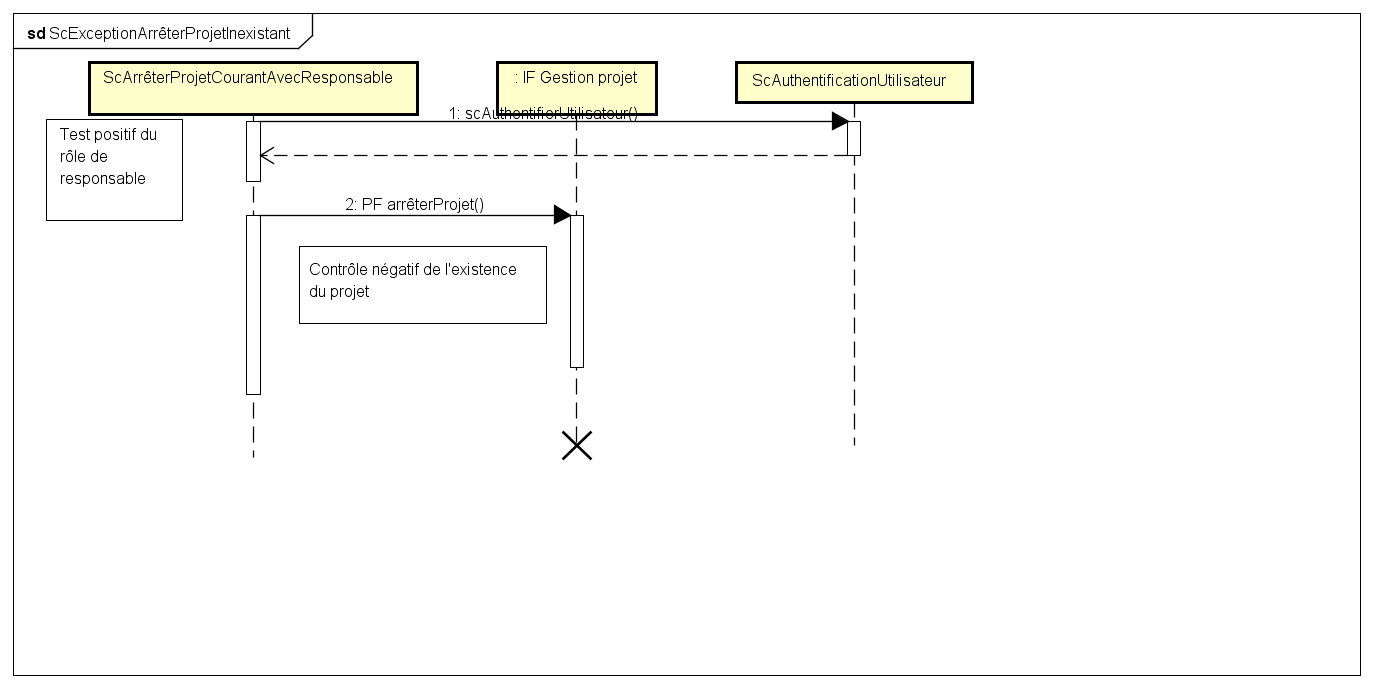 sd ScExceptionArrêterProjetInexistant
ScArrêterProjetCourantAvecResponsable
: IF Gestion projet
ScAuthentificationUtilisateur
1: scAuthentifierUtilisateur()
Test positif du
rôle de
responsable
2: PF arrêterProjet()
Contrôle négatif de l'existence
du projet